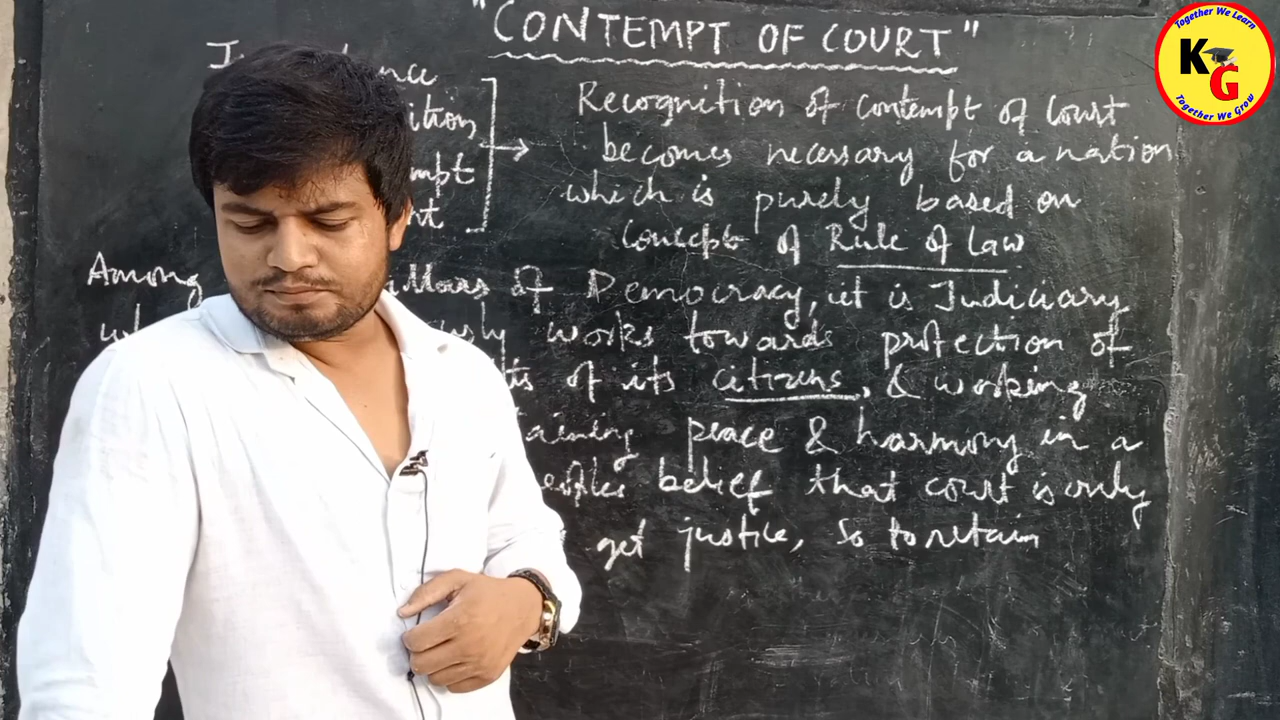 "CONTEMPT OF COURT"
Recognition of contempt of Court
becomes necessary for a nation
which is purely based on
Concept of Rule of Law
Among of Democracy, it is Judiciary
works towards protection of
of its citizens, & working
peace & harmony in a
belief that court is only
get justice, so to retain
Together We Learn
KG
Together We Grow